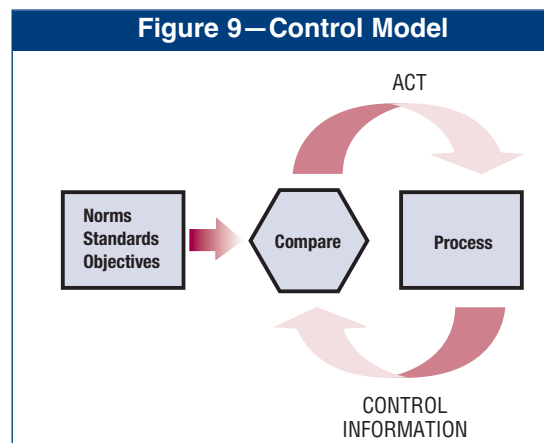 Figure 9—Control Model
ACT
Norms
Standards
Objectives
Compare
Process
CONTROL
INFORMATION